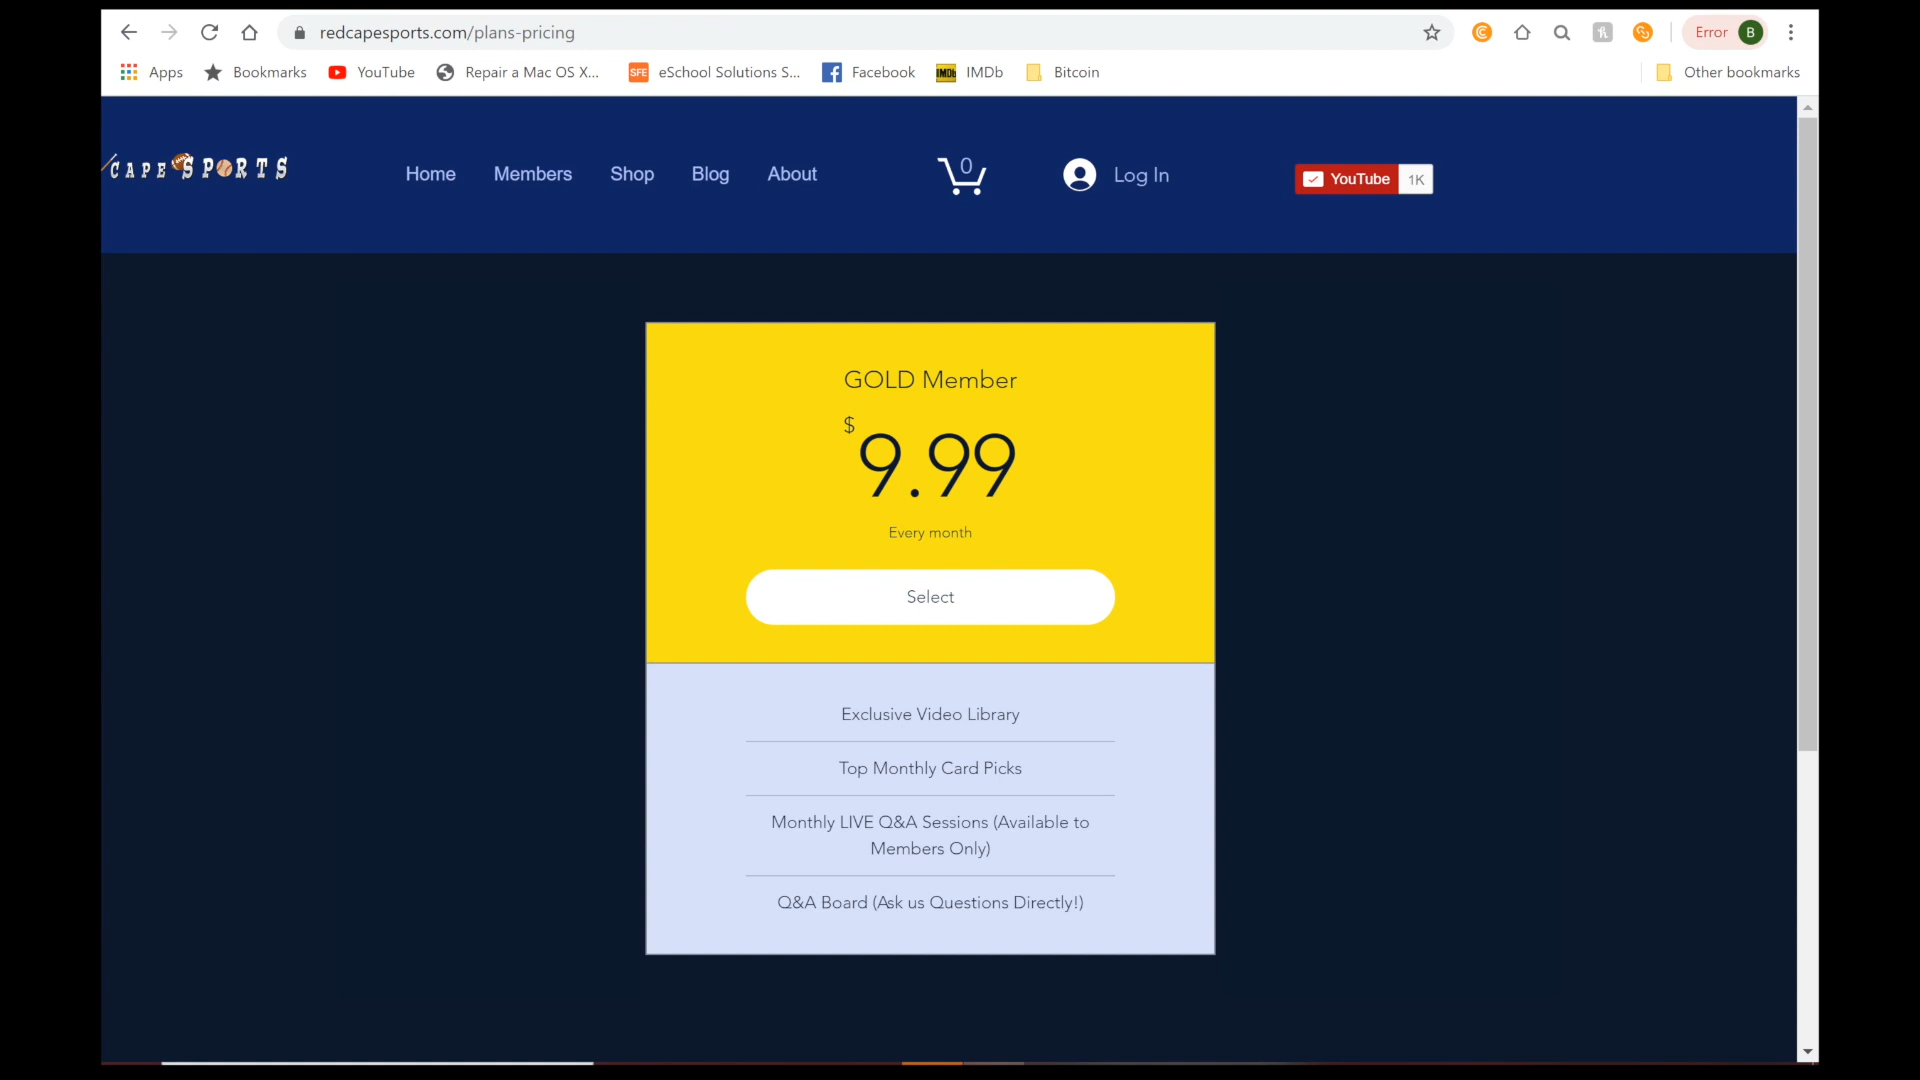 redcapesports.com/plans-pricing
Error B
Apps Bookmarks YouTube Repair a Mac OS X... SFE eSchool Solutions S... Facebook IMDb IMDb Bitcoin Other bookmarks
CAPE SPORTS
Home Members Shop Blog About 0 Log In YouTube 1K
GOLD Member
$
9.99
Every month
Select
Exclusive Video Library
Top Monthly Card Picks
Monthly LIVE Q&A Sessions (Available to
Members Only)
Q&A Board (Ask us Questions Directly!)